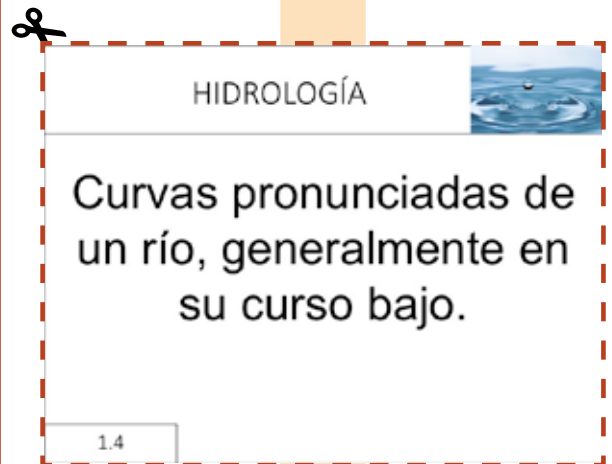 HIDROLOGÍA
Curvas pronunciadas de
un río, generalmente en
su curso bajo.
1.4